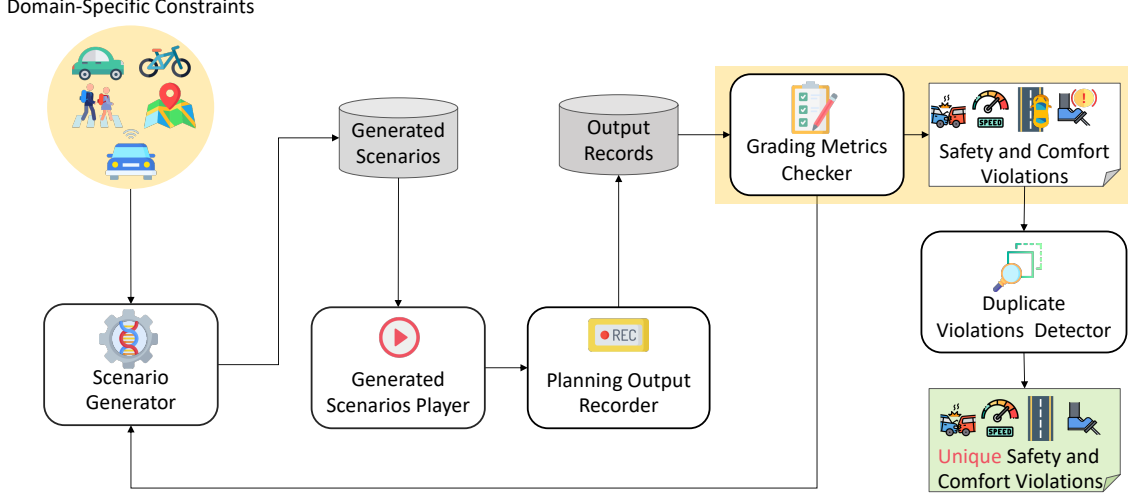 Domain-Specific Constraints
Generated
Scenarios
Output
Records
Grading Metrics
Checker
SPEED
Safety and Comfort
Violations
Duplicate
Violations Detector
Scenario
Generator
Generated
Scenarios Player
REC
Planning Output
Recorder
SPEED
Unique Safety and
Comfort Violations